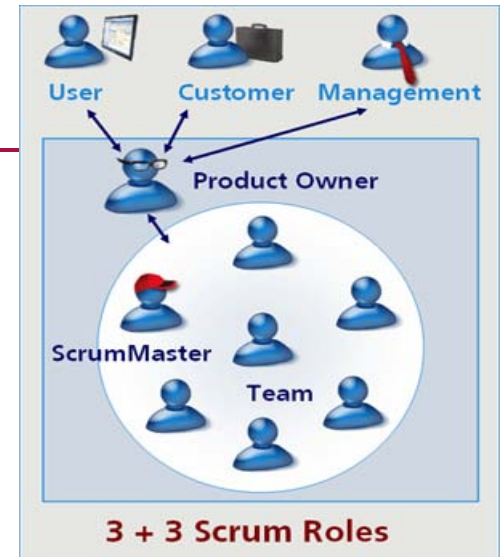 User Customer Management
Product Owner
ScrumMaster
Team
3 + 3 Scrum Roles